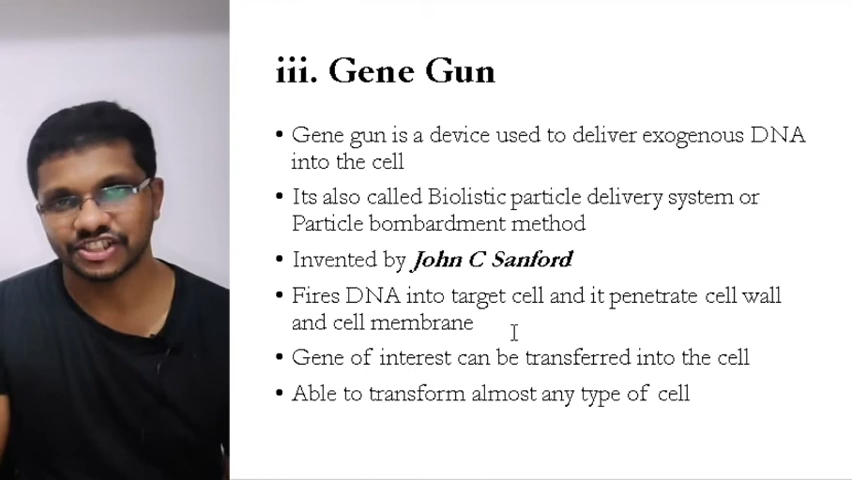 iii. Gene Gun
• Gene gun is a device used to deliver exogenous DNA
into the cell
• Its also called Biolistic particle delivery system or
Particle bombardment method
• Invented by John C Sanford
• Fires DNA into target cell and it penetrate cell wall
and cell membrane
• Gene of interest can be transferred into the cell
• Able to transform almost any type of cell